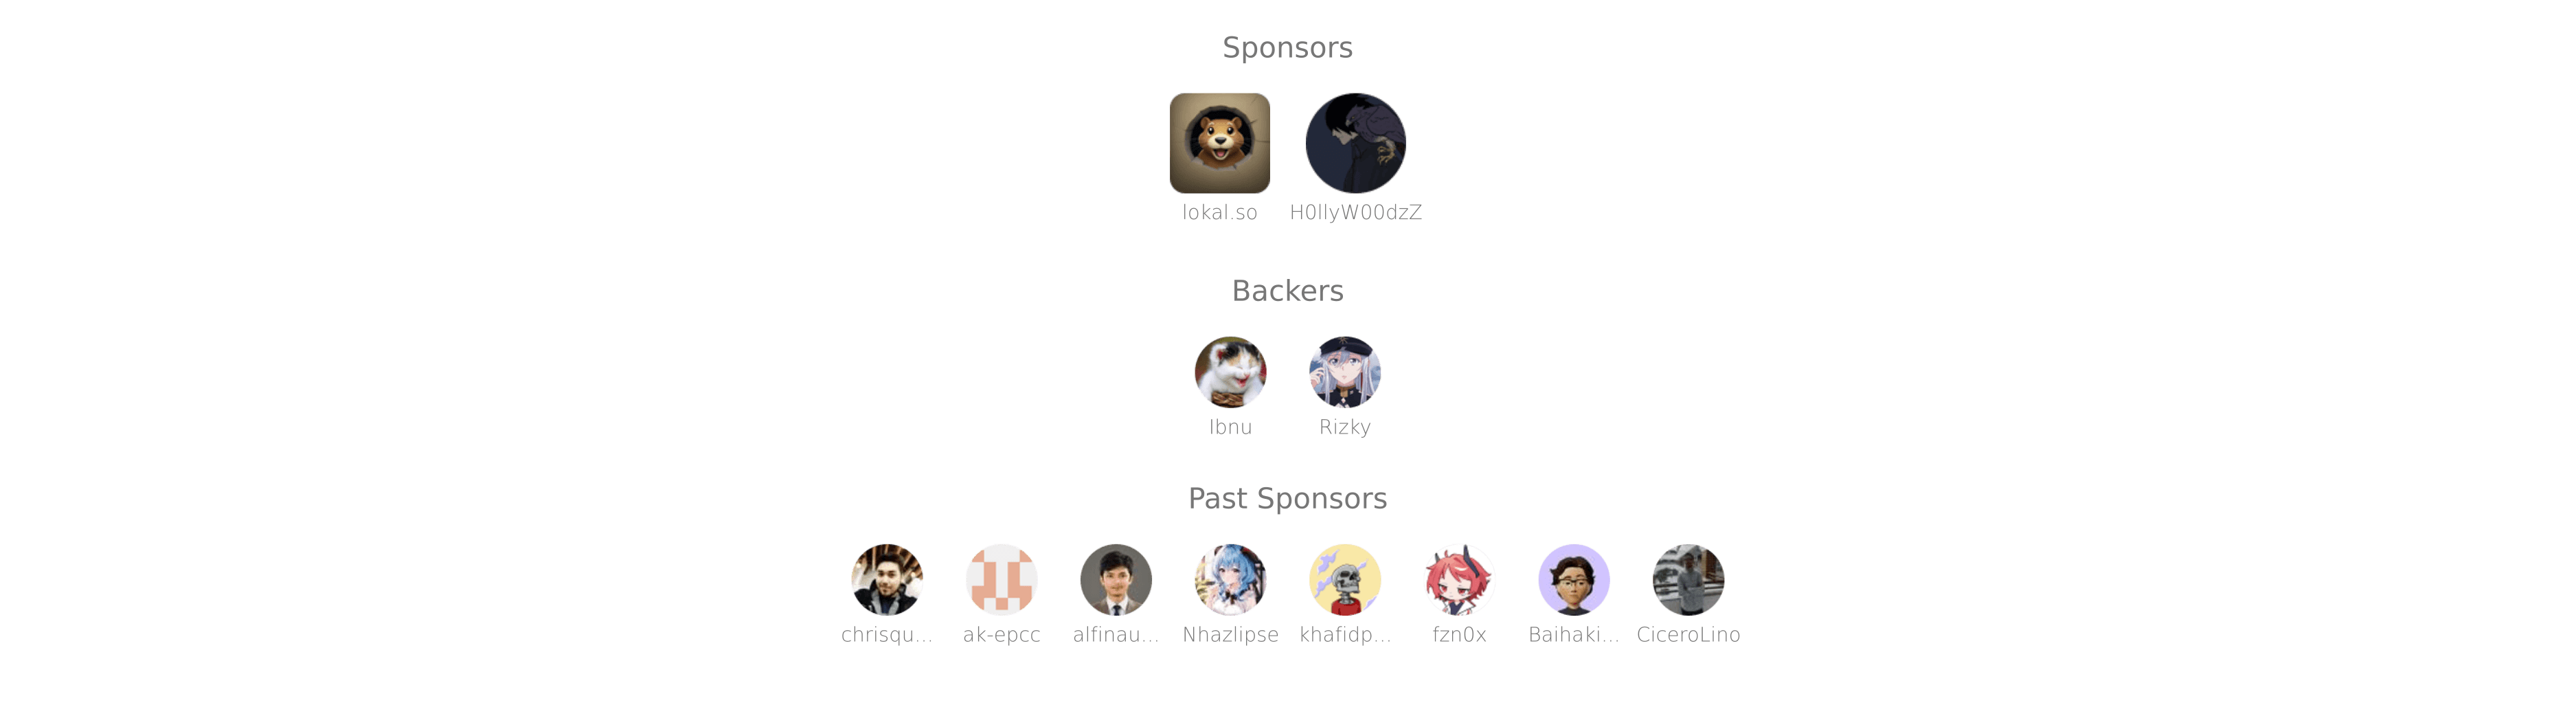 Sponsors
lokal.so H0llyW00dzZ
Backers
Ibnu Rizky
Past Sponsors
chrisqu... ak-epcc alfinau... Nhazlipse khafidp... fzn0x Baihaki... CiceroLino